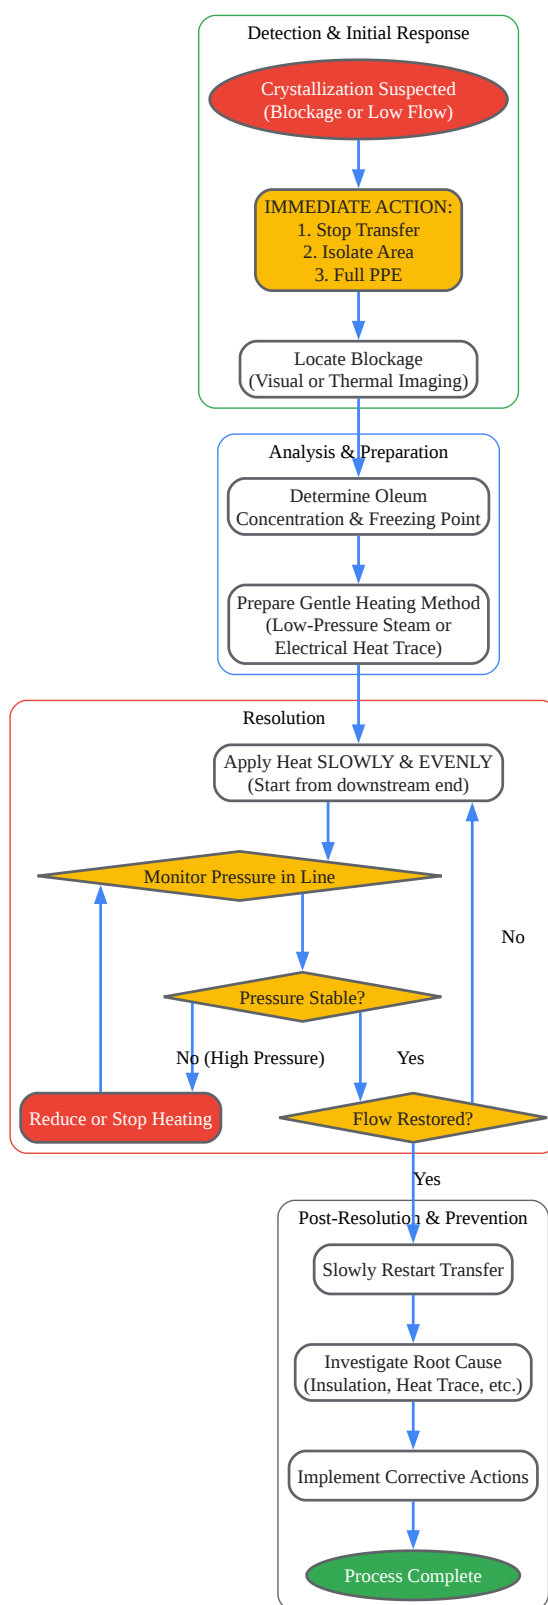 Detection & Initial Response
Crystallization Suspected
(Blockage or Low Flow)
IMMEDIATE ACTION:
1. Stop Transfer
2. Isolate Area
3. Full PPE
Locate Blockage
(Visual or Thermal Imaging)
Analysis & Preparation
Determine Oleum
Concentration & Freezing Point
Prepare Gentle Heating Method
(Low-Pressure Steam or
Electrical Heat Trace)
Resolution
Apply Heat SLOWLY & EVENLY
(Start from downstream end)
Monitor Pressure in Line
No
Pressure Stable?
No (High Pressure)
Yes
Reduce or Stop Heating
Flow Restored?
Yes
Post-Resolution & Prevention
Slowly Restart Transfer
Investigate Root Cause
(Insulation, Heat Trace, etc.)
Implement Corrective Actions
Process Complete